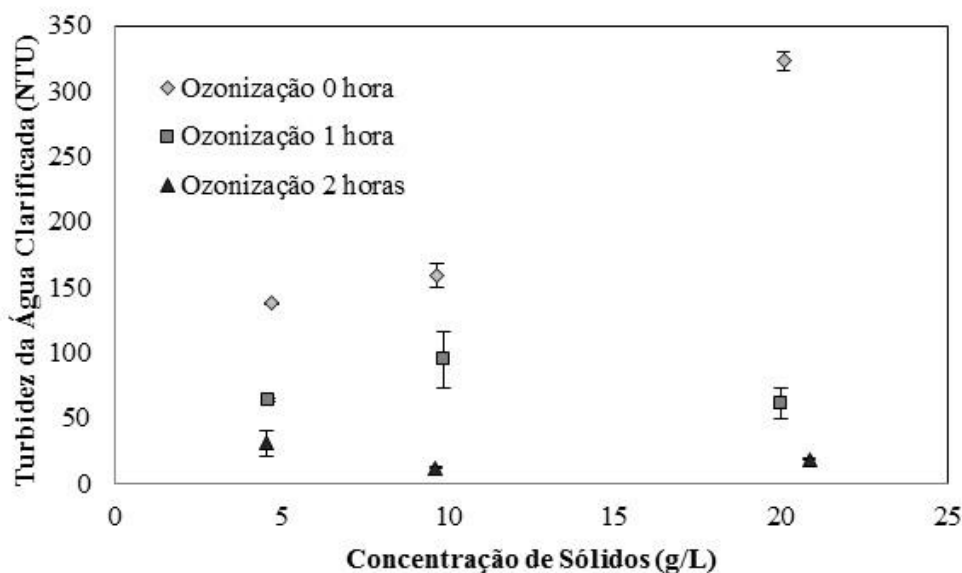 350
300
250
200
150
100
50
0
Turbidez da Água Clarificada (NTU)
Ozonização 0 hora
Ozonização 1 hora
Ozonização 2 horas
0 5 10 15 20 25
Concentração de Sólidos (g/L)